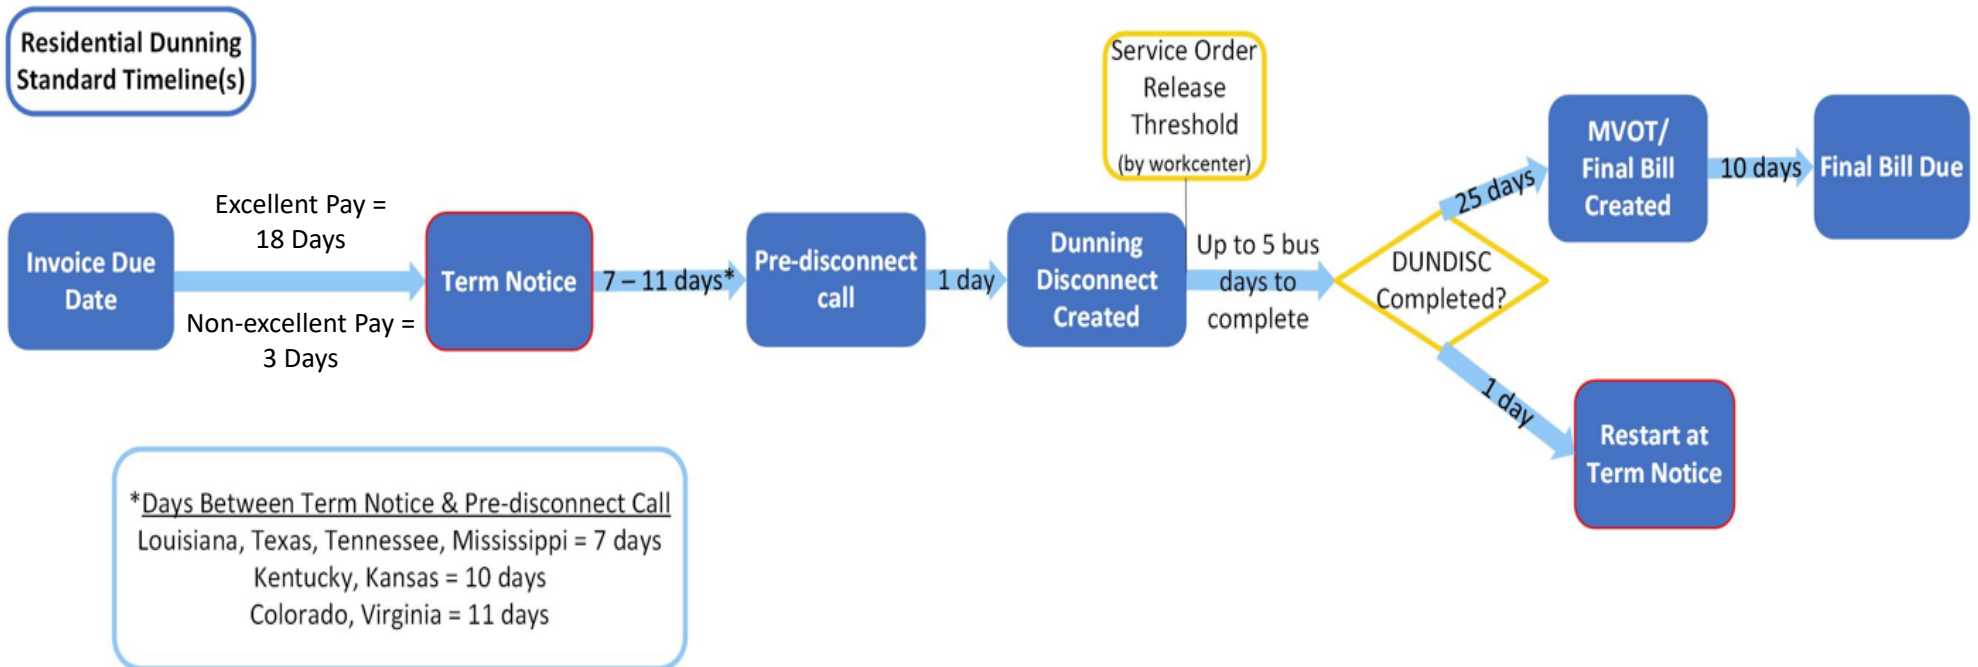 Residential Dunning
Standard Timeline(s)
Invoice Due
Date
Excellent Pay =
18 Days
Non-excellent Pay =
3 Days
Term Notice
7 – 11 days*
Pre-disconnect
call
1 day
Dunning
Disconnect
Created
Service Order
Release
Threshold
(by workcenter)
Up to 5 bus
days to
complete
DUNDISC
Completed?
25 days
MVOT/
Final Bill
Created
10 days
Final Bill Due
1 day
Restart at
Term Notice
*Days Between Term Notice & Pre-disconnect Call
Louisiana, Texas, Tennessee, Mississippi = 7 days
Kentucky, Kansas = 10 days
Colorado, Virginia = 11 days